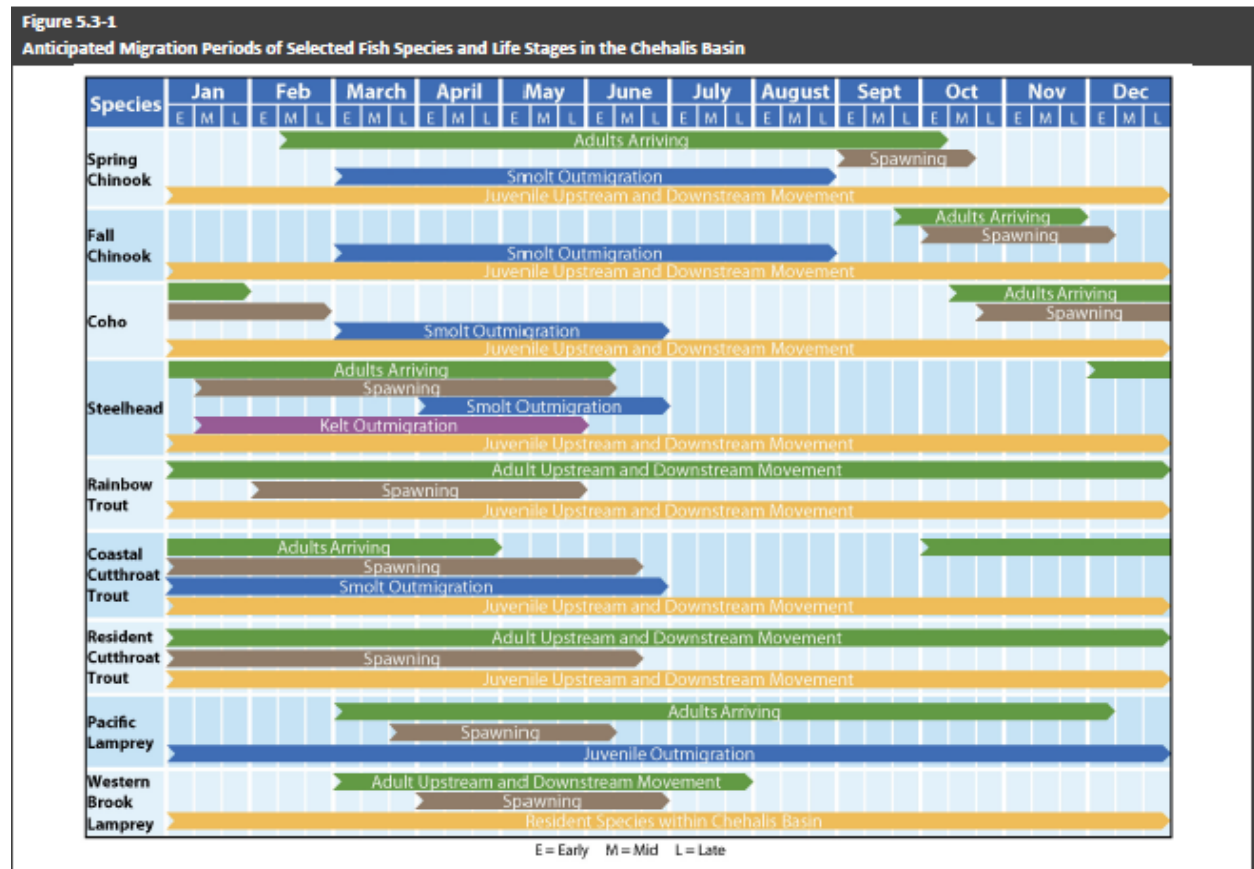 Figure 5.3-1
Anticipated Migration Periods of Selected Fish Species and Life Stages in the Chehalis Basin
Species Jan Feb March April May June July August Sept Oct Nov Dec
E M L E M L E M L E M L E M L E M L E M L E M L E M L E M L E M L E M L
Spring Chinook
Adults Arriving
Spawning
Smolt Outmigration
Juvenile Upstream and Downstream Movement
Fall Chinook
Adults Arriving
Spawning
Smolt Outmigration
Juvenile Upstream and Downstream Movement
Coho
Adults Arriving
Spawning
Smolt Outmigration
Juvenile Upstream and Downstream Movement
Steelhead
Adults Arriving
Spawning
Smolt Outmigration
Kelt Outmigration
Juvenile Upstream and Downstream Movement
Rainbow Trout
Adult Upstream and Downstream Movement
Spawning
Juvenile Upstream and Downstream Movement
Coastal Cutthroat Trout
Adults Arriving
Spawning
Smolt Outmigration
Juvenile Upstream and Downstream Movement
Resident Cutthroat Trout
Adult Upstream and Downstream Movement
Spawning
Juvenile Upstream and Downstream Movement
Pacific Lamprey
Adults Arriving
Spawning
Juvenile Outmigration
Western Brook Lamprey
Adult Upstream and Downstream Movement
Spawning
Resident Species within Chehalis Basin
E = Early M = Mid L = Late